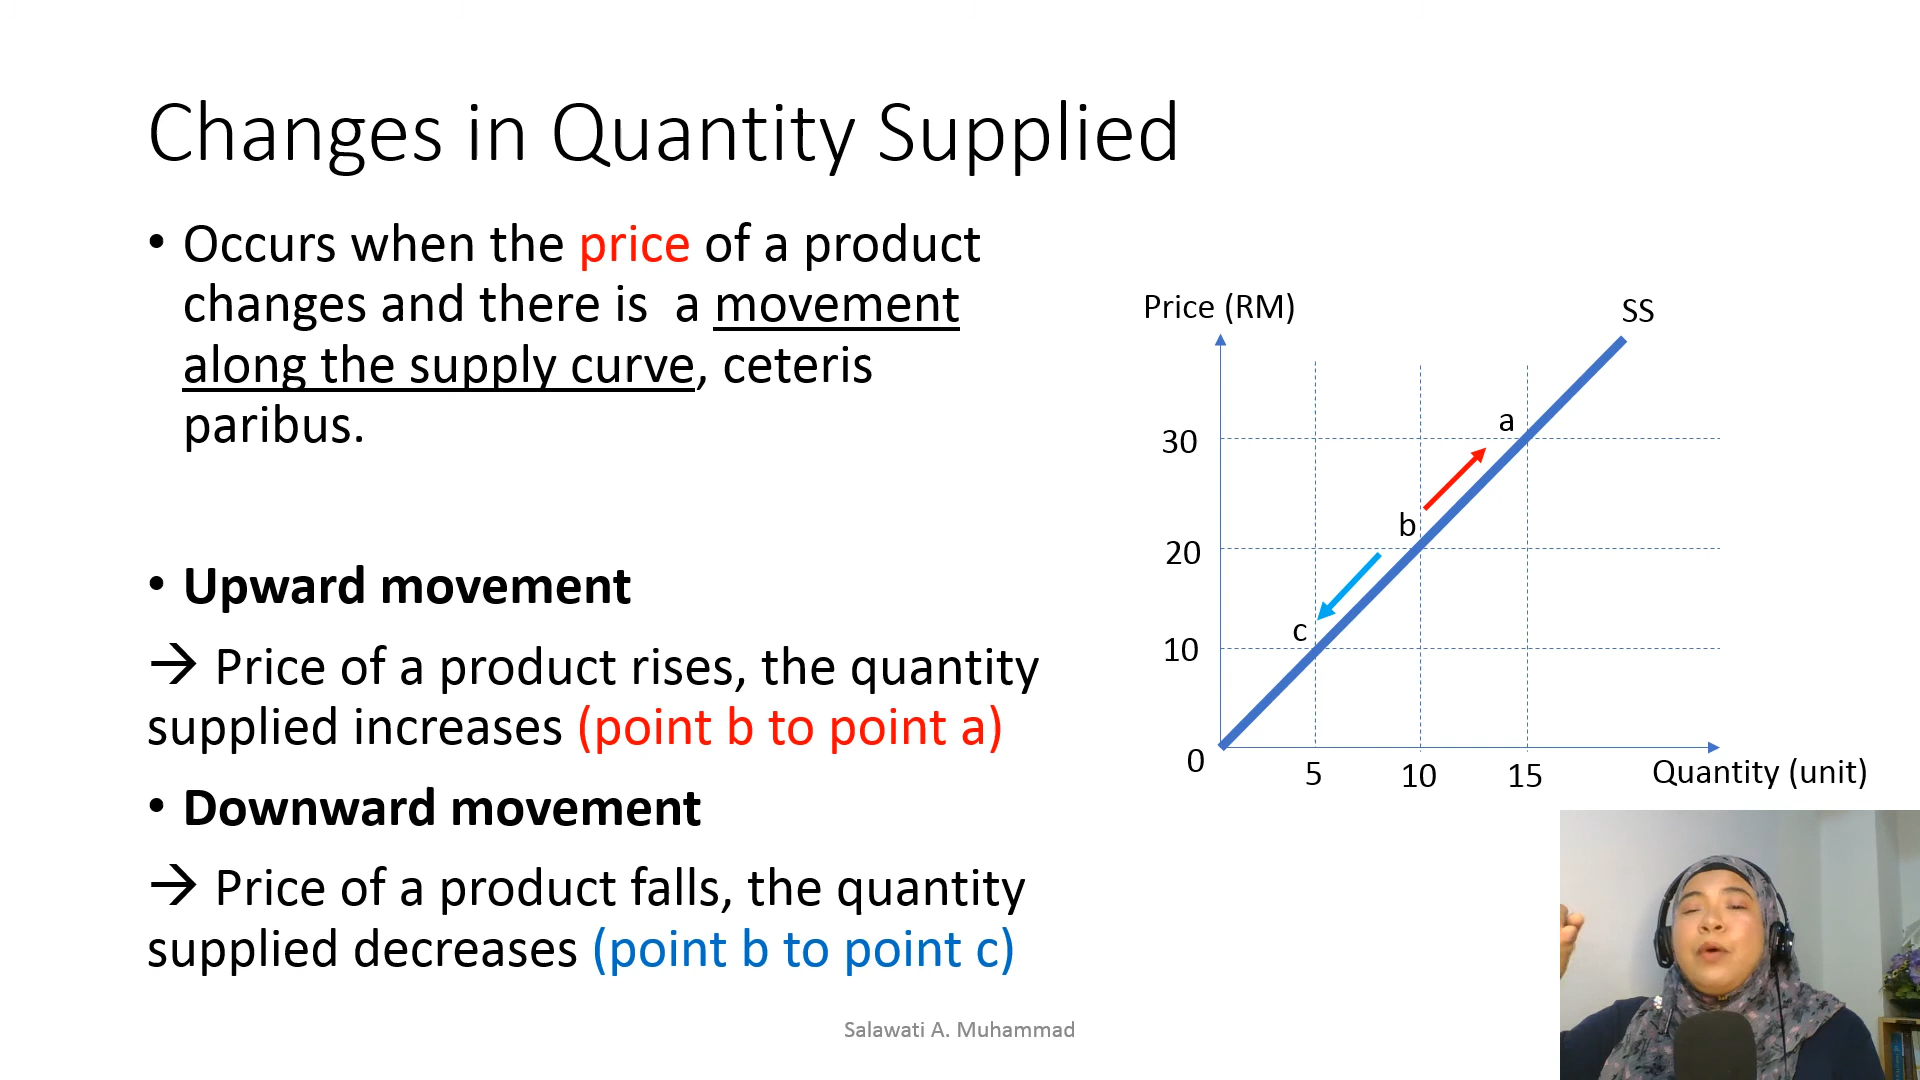 Changes in Quantity Supplied
• Occurs when the price of a product
changes and there is  a movement
along the supply curve, ceteris
paribus.
• Upward movement
→ Price of a product rises, the quantity
supplied increases (point b to point a)
• Downward movement
→ Price of a product falls, the quantity
supplied decreases (point b to point c)
Price (RM)
SS
a
30
b
20
c
10
0
5 10 15
Quantity (unit)
Salawati A. Muhammad